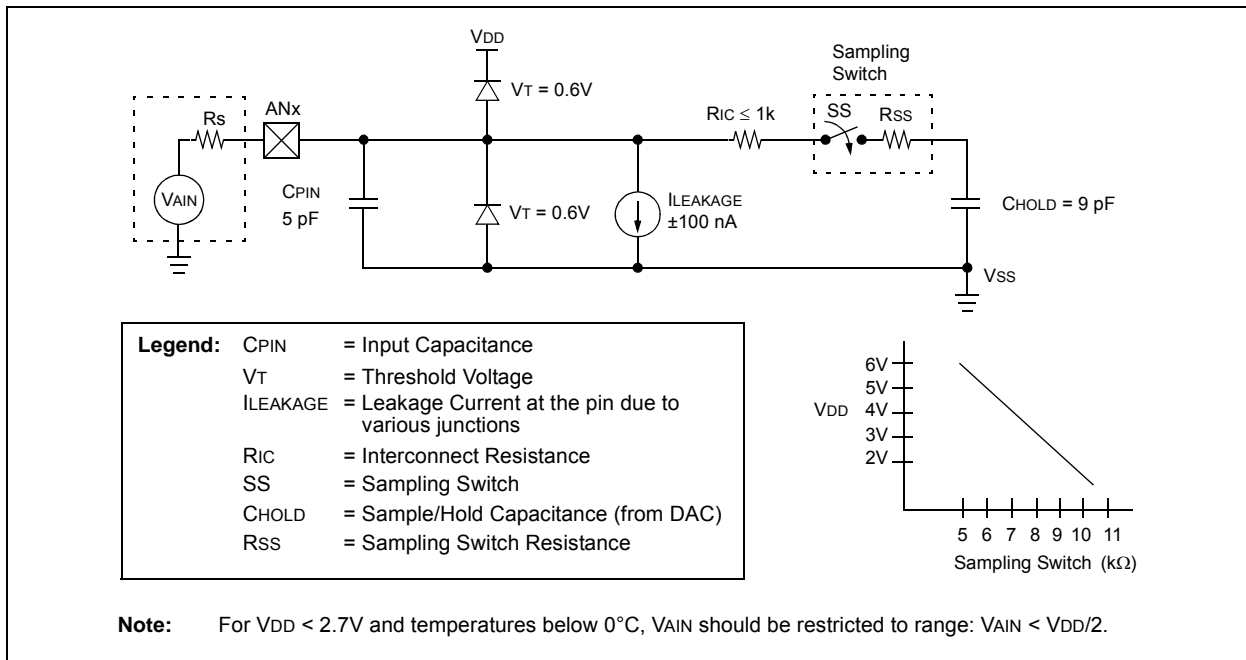 VDD
Sampling
Switch
VT = 0.6V
ANx
Rs
RIC ≤ 1k
SS
RSS
VAIN
CPIN
5 pF
VT = 0.6V
ILEAKAGE
±100 nA
CHOLD = 9 pF
VSS
Legend: CPIN = Input Capacitance
VT = Threshold Voltage
ILEAKAGE = Leakage Current at the pin due to
various junctions
RIC = Interconnect Resistance
SS = Sampling Switch
CHOLD = Sample/Hold Capacitance (from DAC)
RSS = Sampling Switch Resistance
6V
5V
VDD 4V
3V
2V
5 6 7 8 9 10 11
Sampling Switch (kΩ)
Note: For VDD < 2.7V and temperatures below 0°C, VAIN should be restricted to range: VAIN < VDD/2.